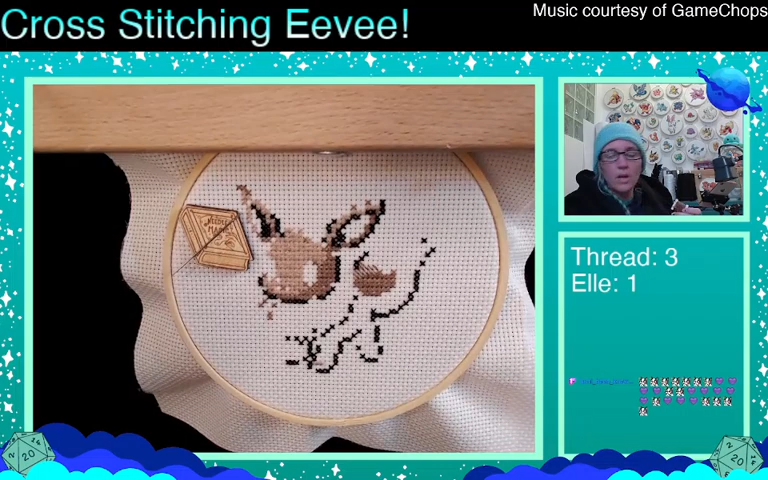 Cross Stitching Eevee!
Music courtesy of GameChops
Thread: 3
Elle: 1
20
20